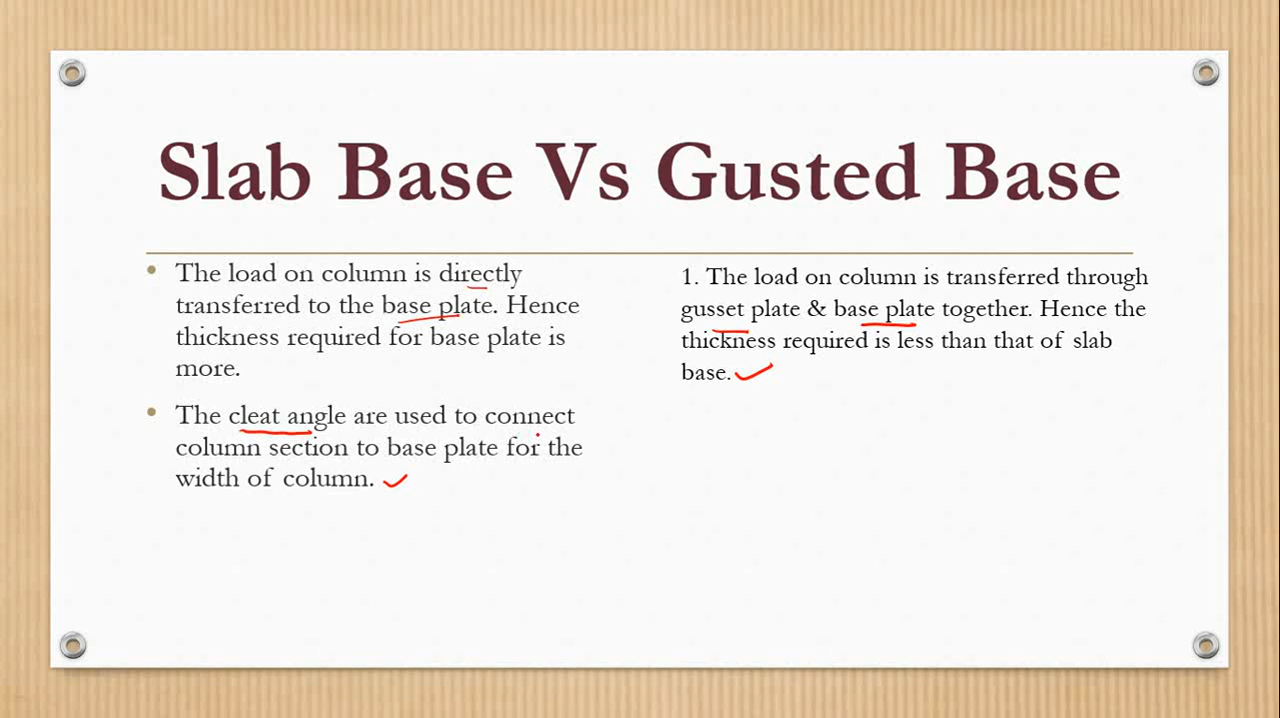 Slab Base Vs Gusted Base
• The load on column is directly
transferred to the base plate. Hence
thickness required for base plate is
more.
• The cleat angle are used to connect
column section to base plate for the
width of column.
1. The load on column is transferred through
gusset plate & base plate together. Hence the
thickness required is less than that of slab
base.